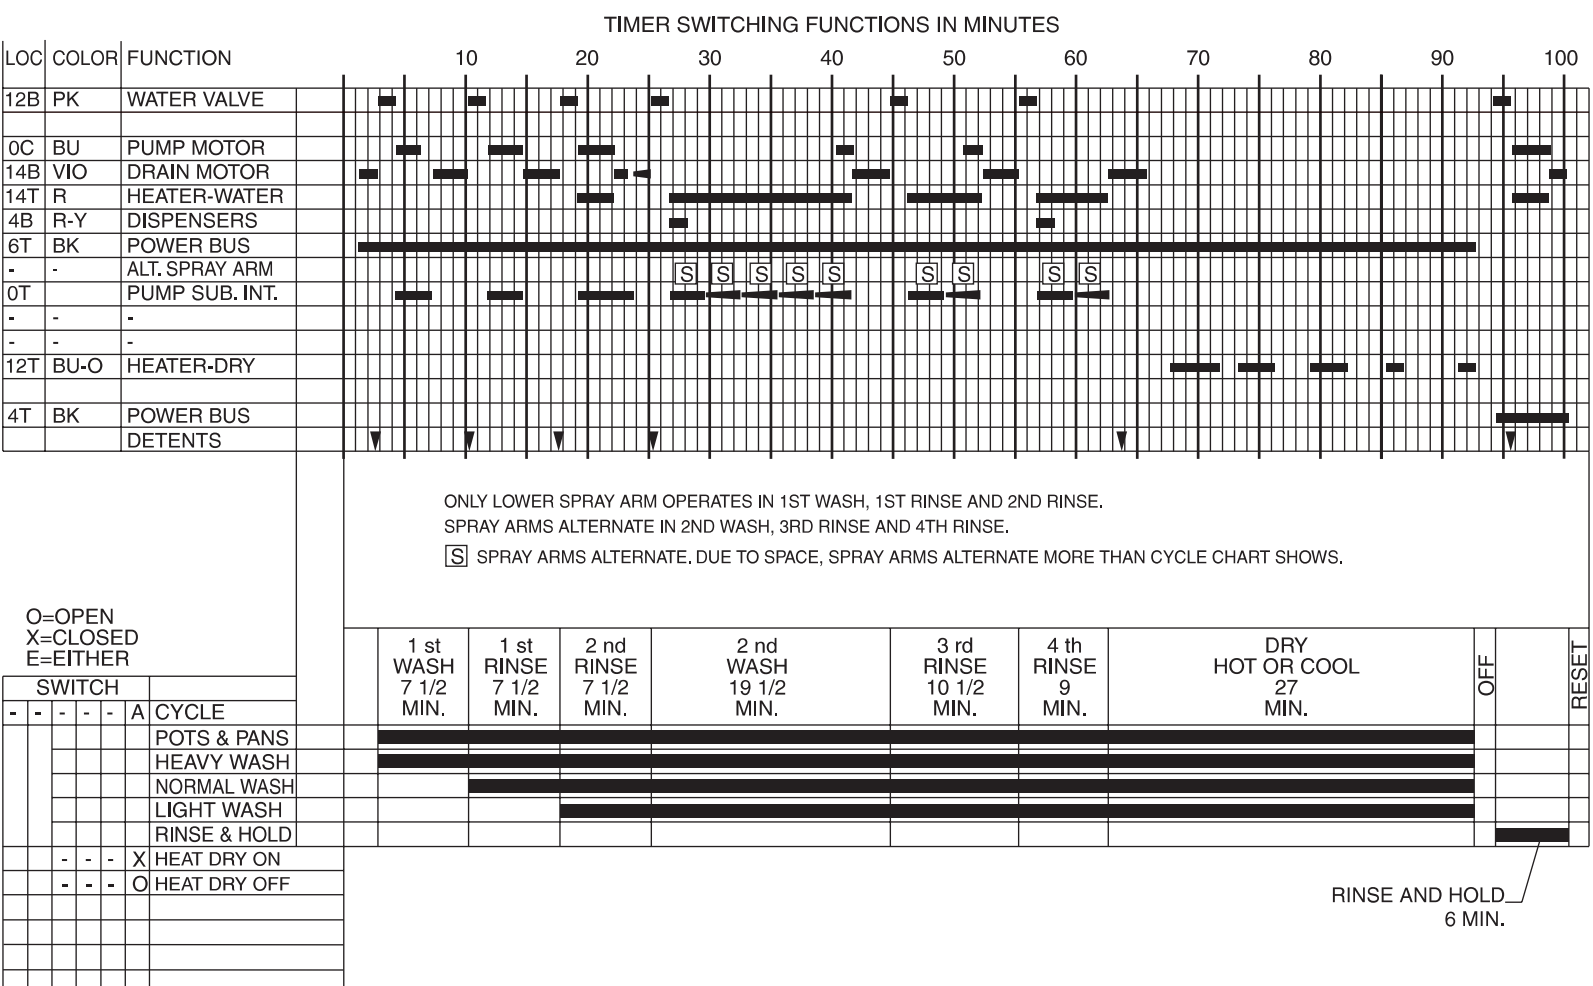 TIMER SWITCHING FUNCTIONS IN MINUTES
LOC COLOR FUNCTION 10 20 30 40 50 60 70 80 90 100
12B PK WATER VALVE
0C BU PUMP MOTOR
14B VIO DRAIN MOTOR
14T R HEATER-WATER
4B R-Y DISPENSERS
6T BK POWER BUS
- - ALT. SPRAY ARM S S S S S S S S S
0T PUMP SUB. INT.
- - -
- - -
12T BU-O HEATER-DRY
4T BK POWER BUS
DETENTS
ONLY LOWER SPRAY ARM OPERATES IN 1ST WASH, 1ST RINSE AND 2ND RINSE.
SPRAY ARMS ALTERNATE IN 2ND WASH, 3RD RINSE AND 4TH RINSE.
S SPRAY ARMS ALTERNATE. DUE TO SPACE, SPRAY ARMS ALTERNATE MORE THAN CYCLE CHART SHOWS.
O=OPEN
X=CLOSED
E=EITHER
1 st
WASH
7 1/2
MIN.
1 st
RINSE
7 1/2
MIN.
2 nd
RINSE
7 1/2
MIN.
2 nd
WASH
19 1/2
MIN.
3 rd
RINSE
10 1/2
MIN.
4 th
RINSE
9
MIN.
DRY
HOT OR COOL
27
MIN.
OFF
RESET
SWITCH
- - - - - A CYCLE
POTS & PANS
HEAVY WASH
NORMAL WASH
LIGHT WASH
RINSE & HOLD
- - - X HEAT DRY ON
- - - O HEAT DRY OFF
RINSE AND HOLD
6 MIN.